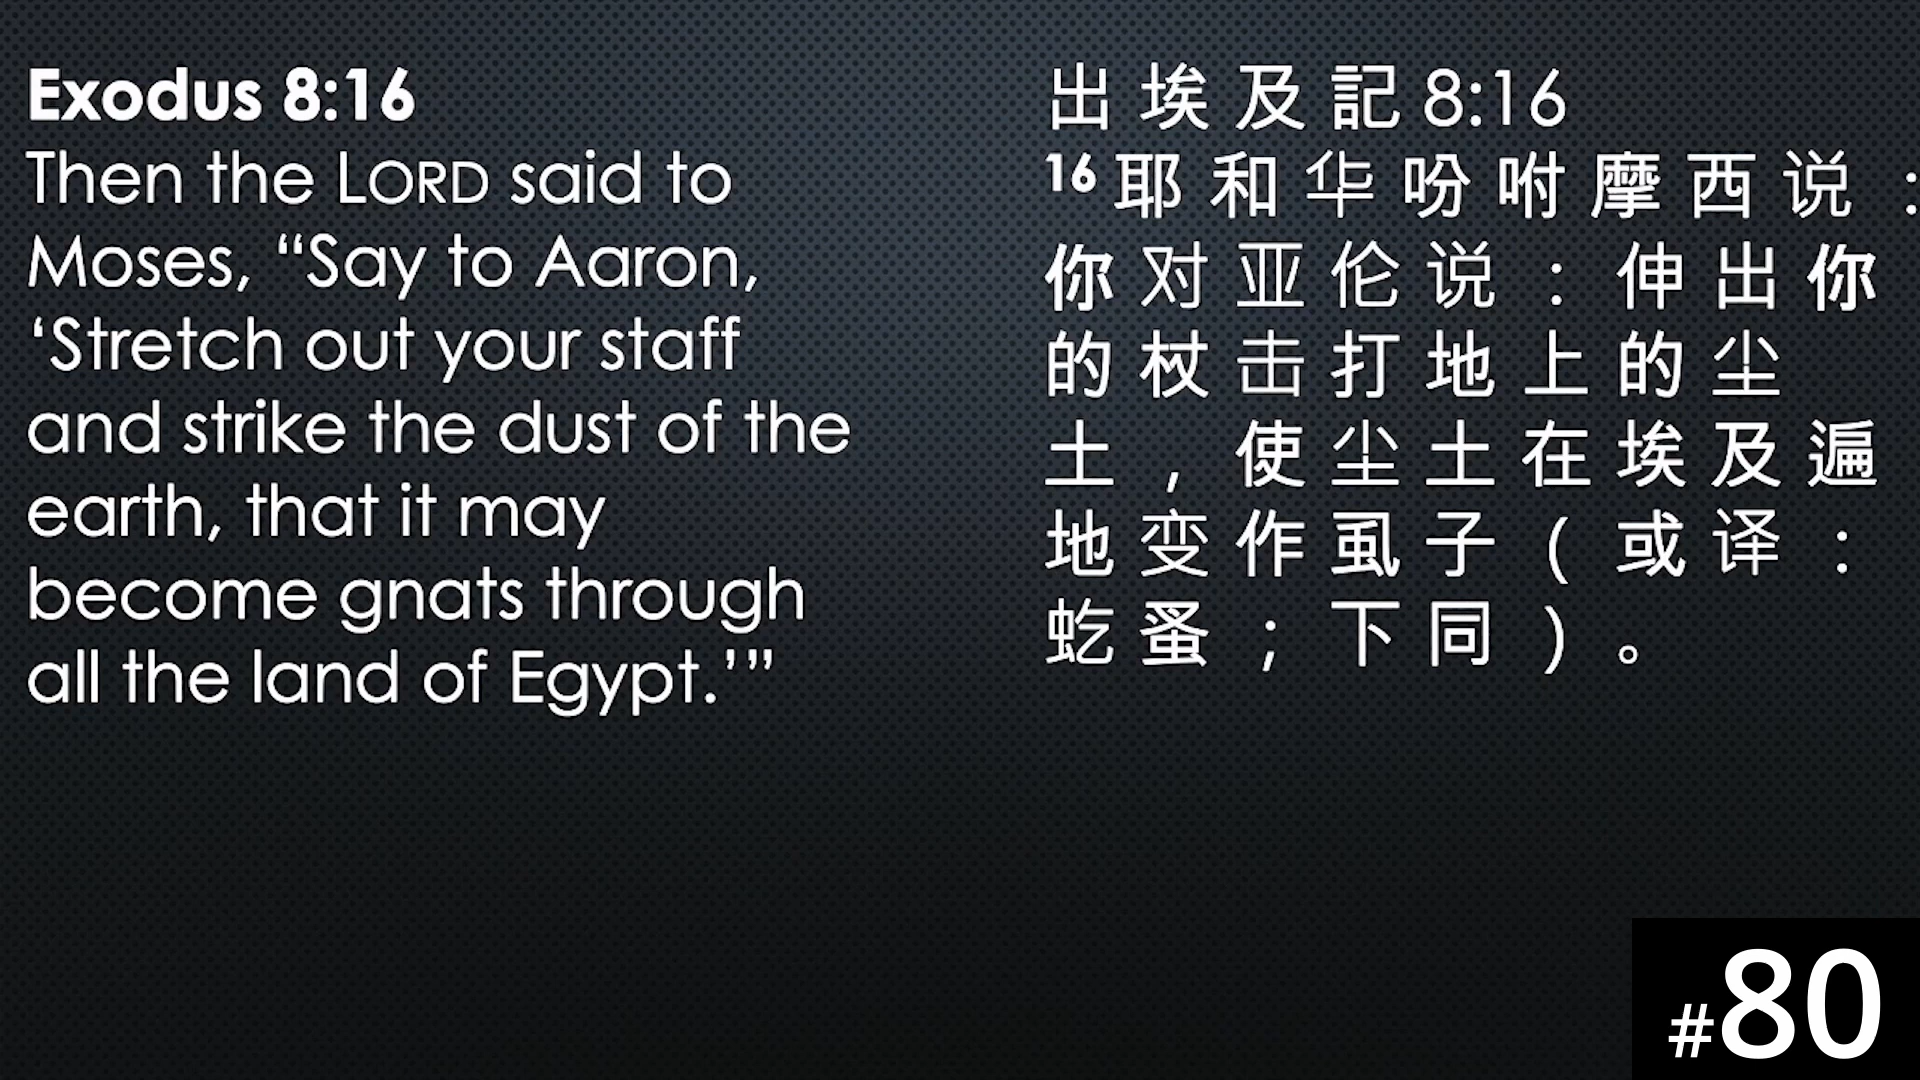 Exodus 8:16
Then the LORD said to
Moses, “Say to Aaron,
‘Stretch out your staff
and strike the dust of the
earth, that it may
become gnats through
all the land of Egypt.’”
出埃及記8:16
16耶和华吩咐摩西说：
你对亚伦说：伸出你
的杖击打地上的尘
土，使尘土在埃及遍
地变作虱子（或译：
虼蚤；下同）。
#80